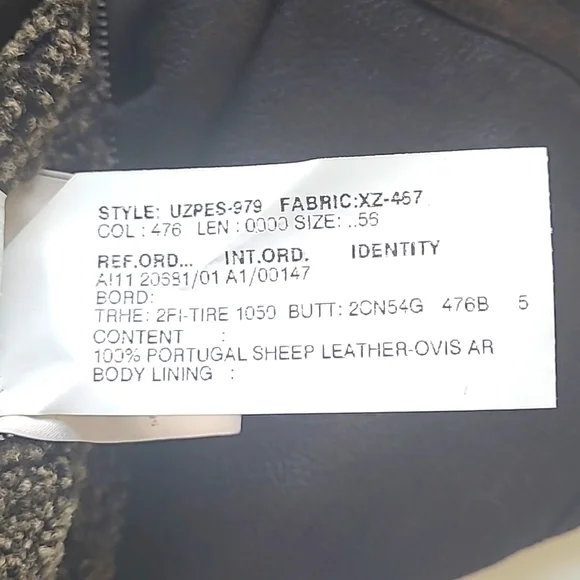 STYLE: UZPES-979 FABRIC:XZ-467
COL : 476 LEN : 0000 SIZE: ..56
REF.ORD... INT.ORD. IDENTITY
AI11 20681/01 A1/00147
BORD:
TRHE: 2FI-TIRE 1050 BUTT: 2CN54G 476B 5
CONTENT :
100% PORTUGAL SHEEP LEATHER-OVIS AR
BODY LINING :